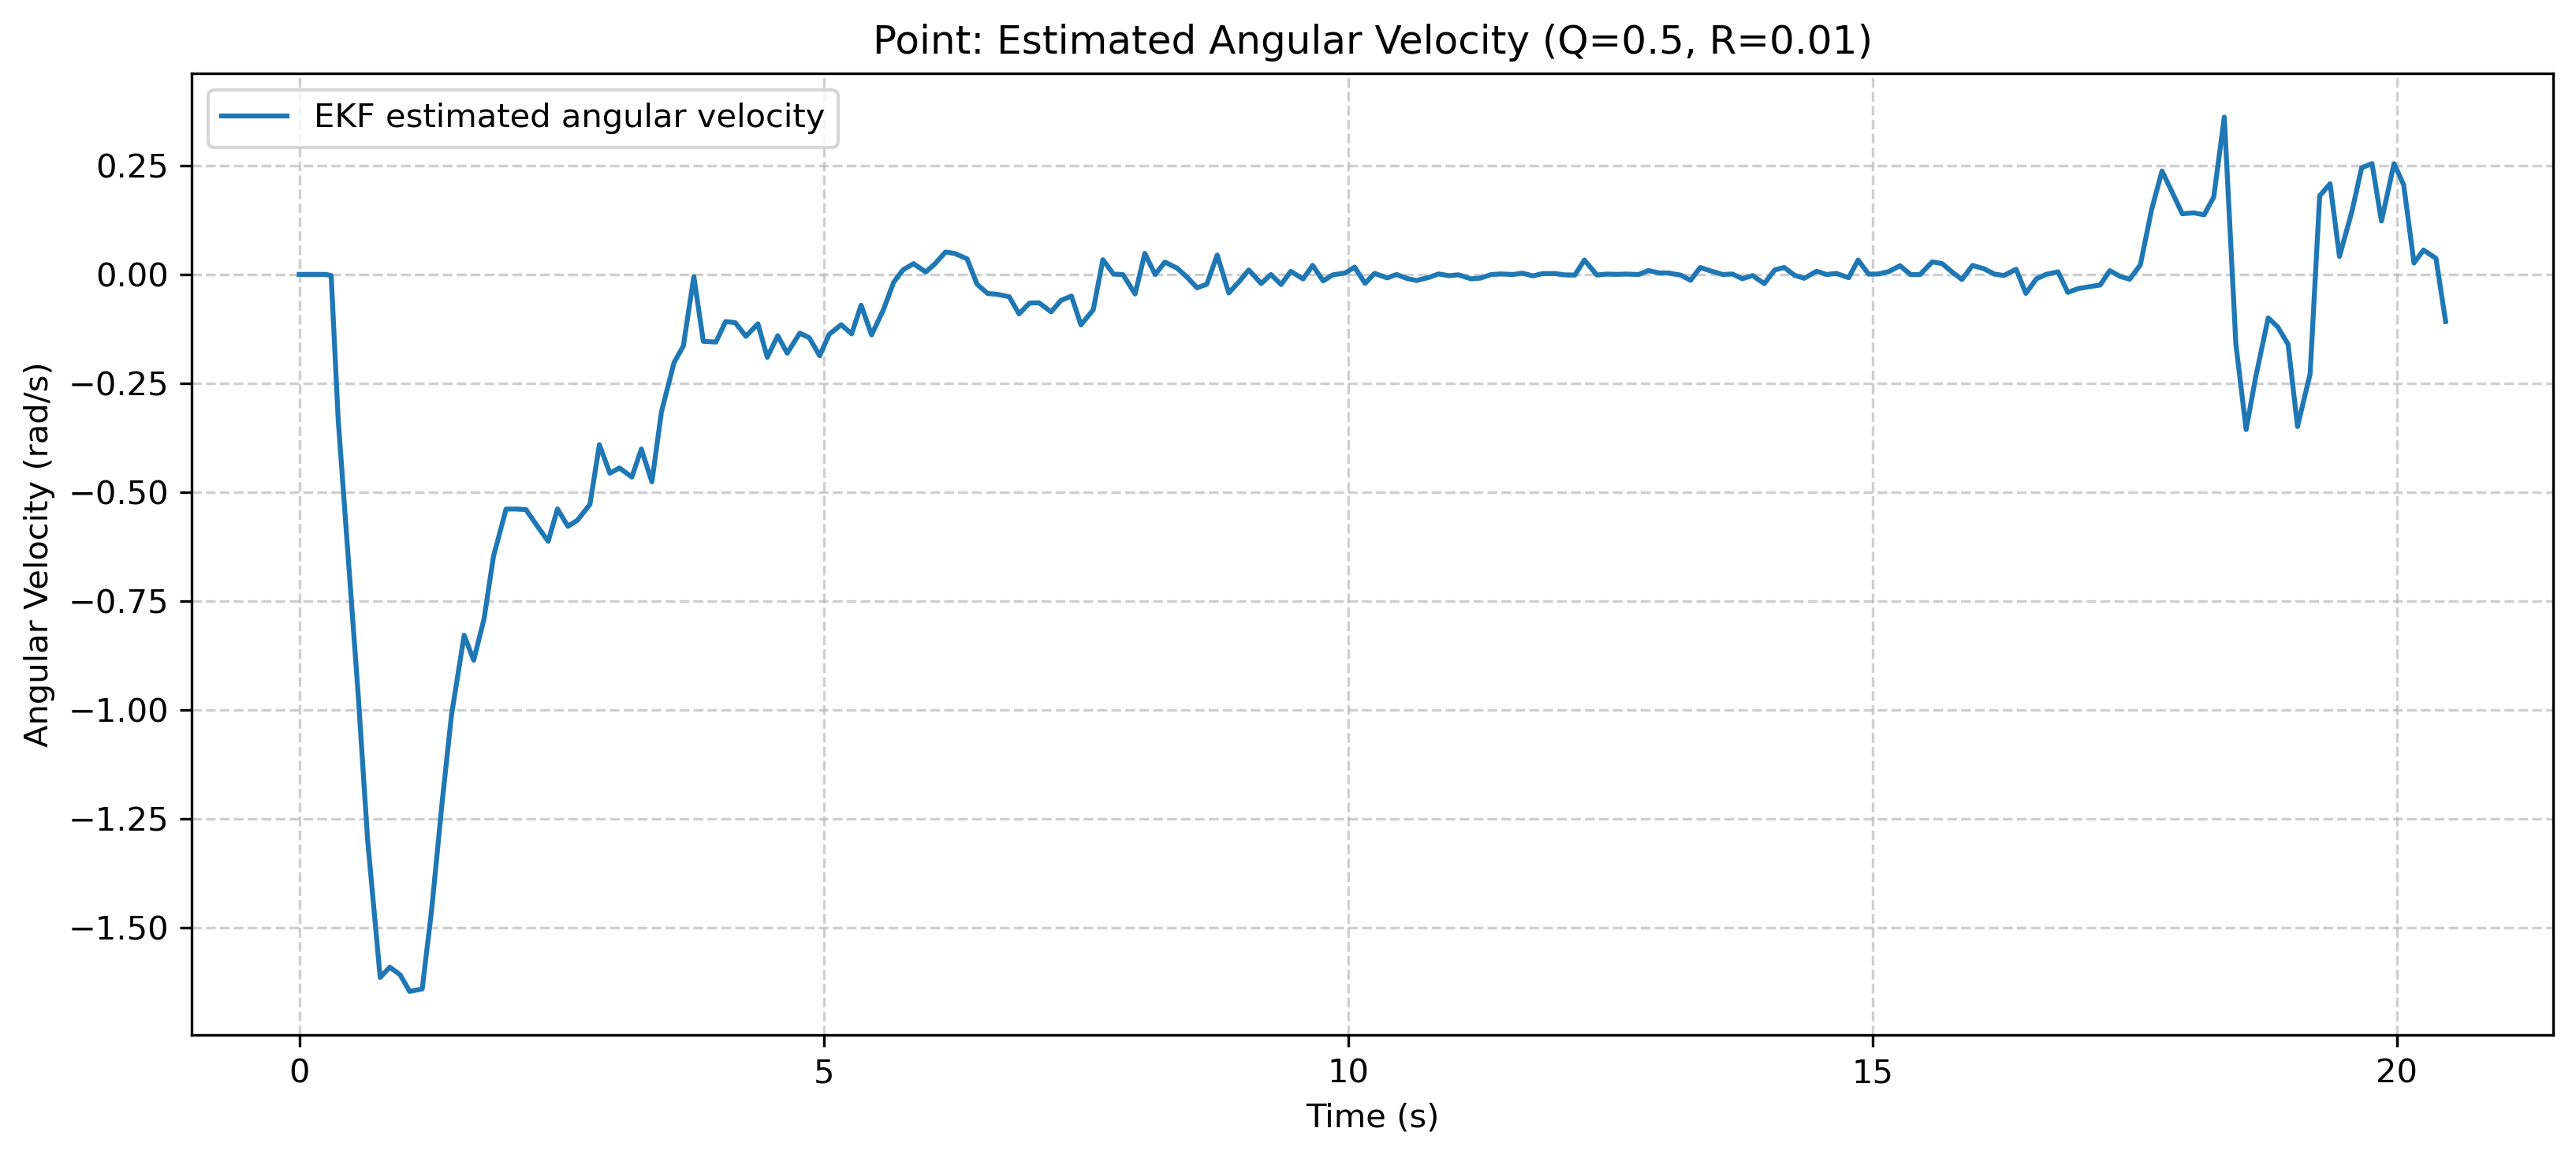 Point: Estimated Angular Velocity (Q=0.5, R=0.01)
EKF estimated angular velocity
Angular Velocity (rad/s)
0.25
0.00
−0.25
−0.50
−0.75
−1.00
−1.25
−1.50
0 5 10 15 20
Time (s)